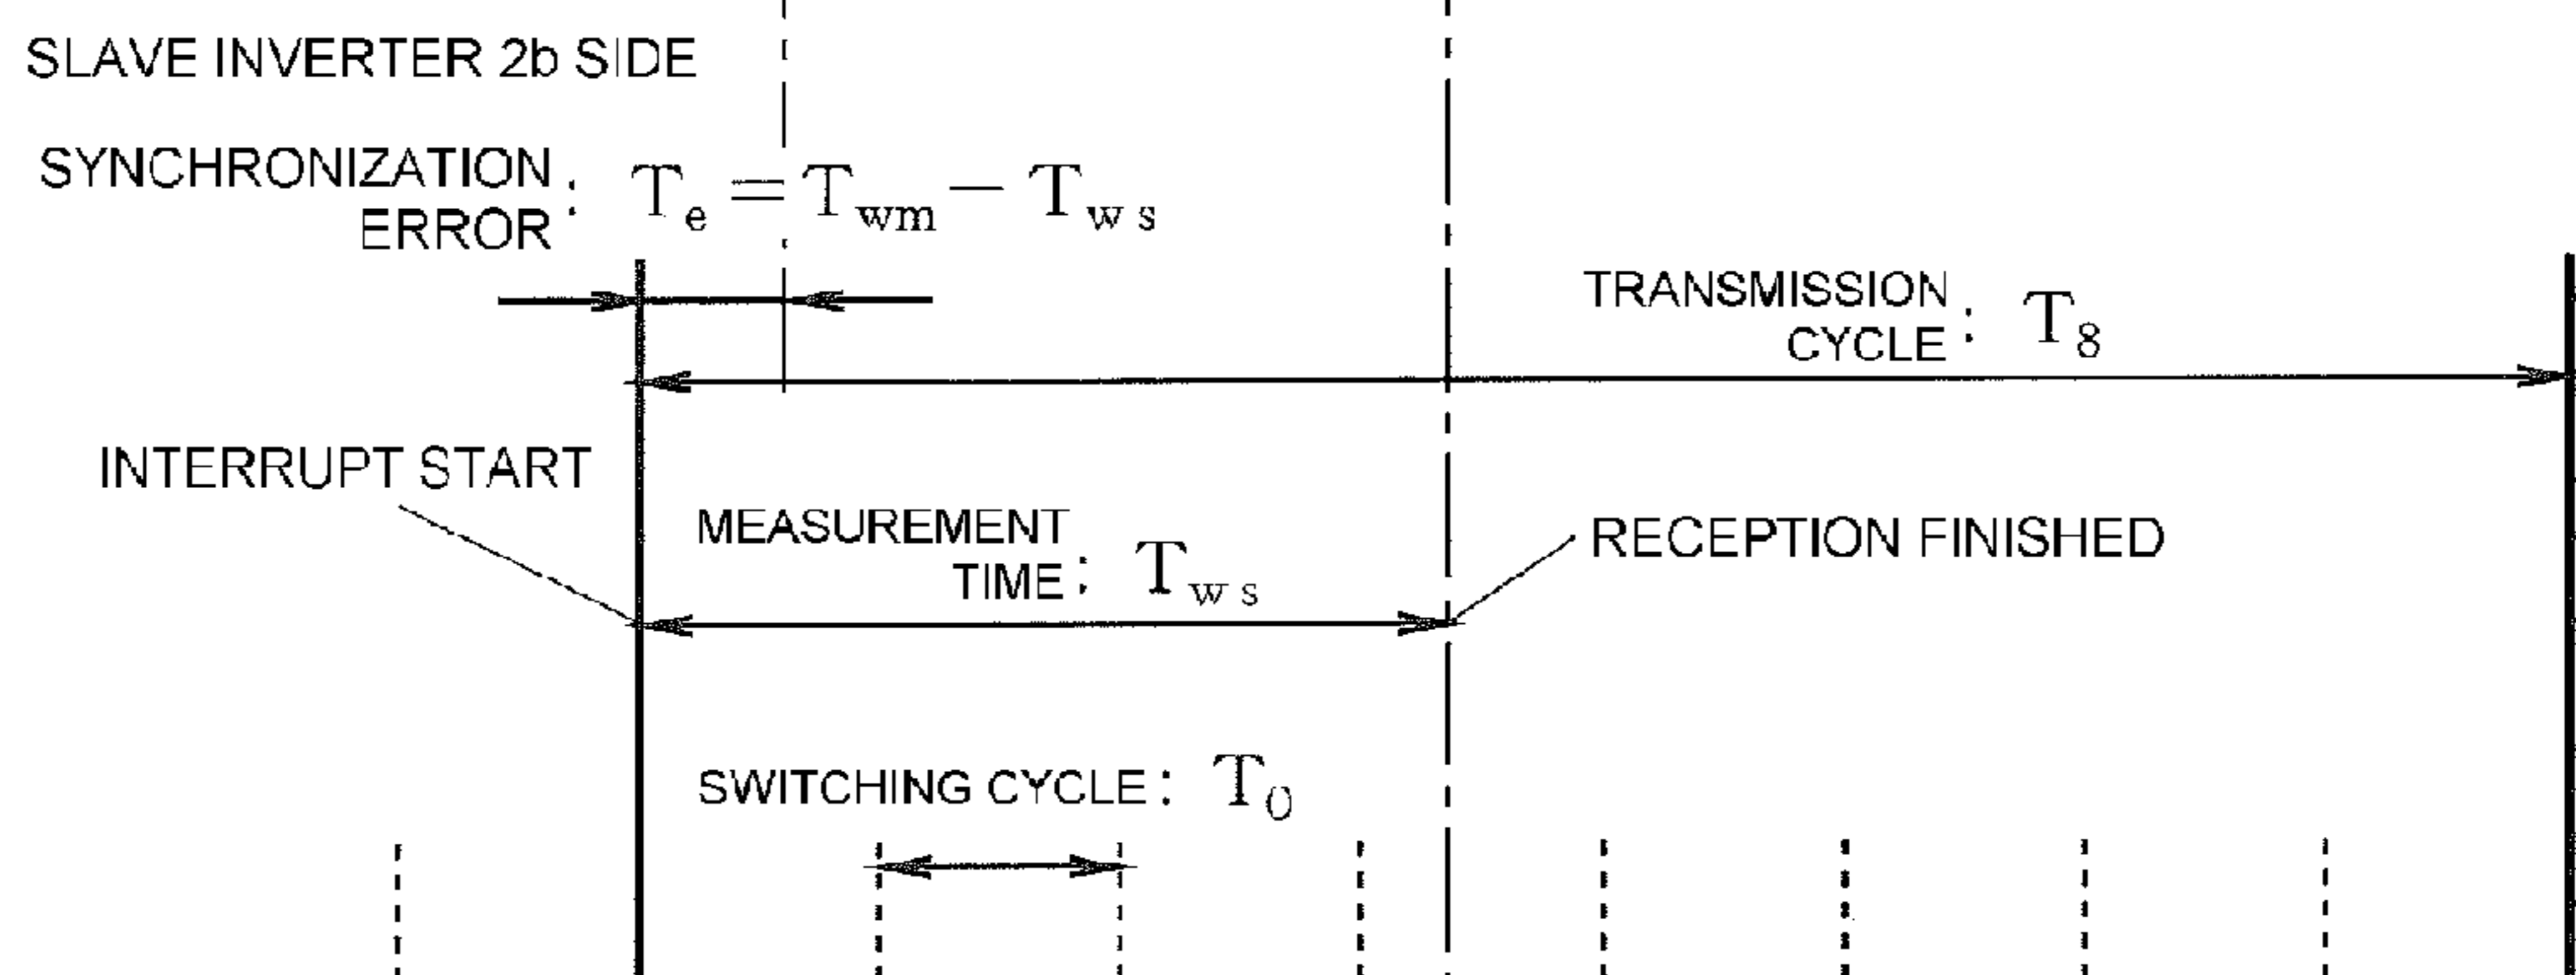 SLAVE INVERTER 2b SIDE
SYNCHRONIZATION
ERROR : Te = Twm − Tws
TRANSMISSION
CYCLE : T8
INTERRUPT START
MEASUREMENT
TIME : Tws
RECEPTION FINISHED
SWITCHING CYCLE : T0